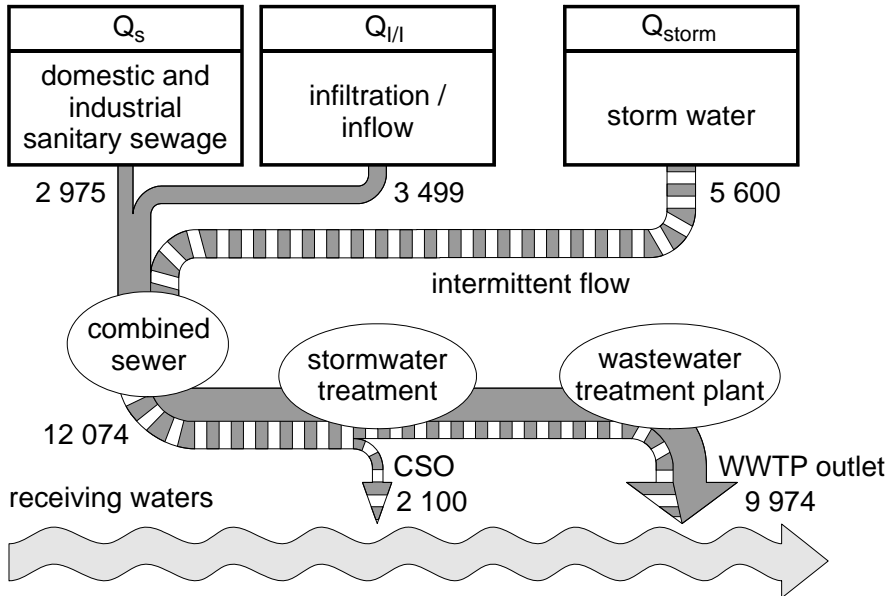 Qs
QI/I
Qstorm
domestic and
industrial
sanitary sewage
infiltration /
inflow
storm water
2 975
3 499
5 600
intermittent flow
combined
sewer
stormwater
treatment
wastewater
treatment plant
12 074
CSO
2 100
WWTP outlet
9 974
receiving waters